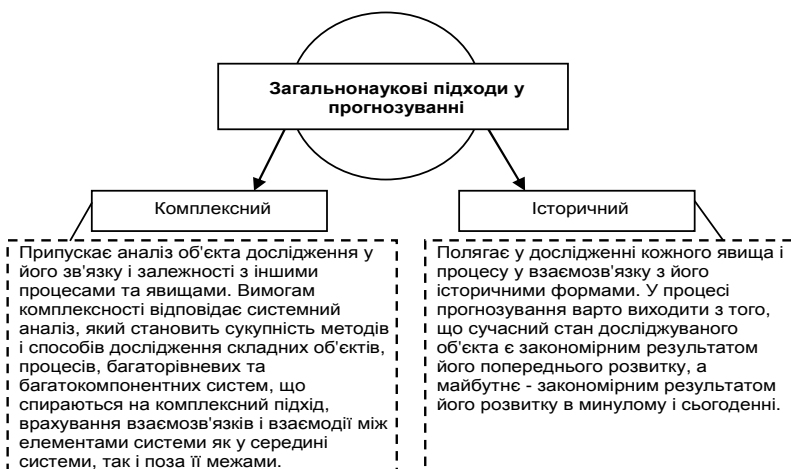 Загальнонаукові підходи у
прогнозуванні
Комплексний
Історичний
Припускає аналіз об'єкта дослідження у
його зв'язку і залежності з іншими
процесами та явищами. Вимогам
комплексності відповідає системний
аналіз, який становить сукупність методів
і способів дослідження складних об'єктів,
процесів, багаторівневих та
багатокомпонентних систем, що
спираються на комплексний підхід,
врахування взаємозв'язків і взаємодії між
елементами системи як у середині
системи, так і поза її межами.
Полягає у дослідженні кожного явища і
процесу у взаємозв'язку з його
історичними формами. У процесі
прогнозування варто виходити з того,
що сучасний стан досліджуваного
об'єкта є закономірним результатом
його попереднього розвитку, а
майбутнє - закономірним результатом
його розвитку в минулому і сьогоденні.